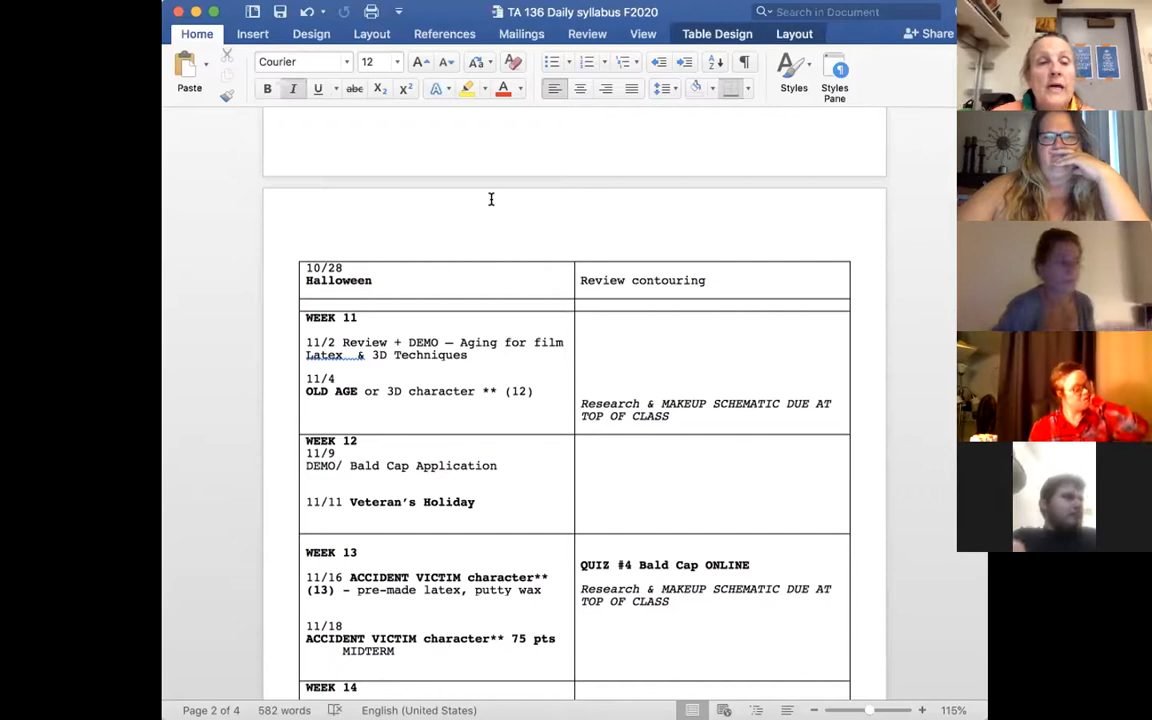 TA 136 Daily syllabus F2020
Search in Document
Home Insert Design Layout References Mailings Review View Table Design Layout Share
Paste
Courier 12
Styles
Styles Pane
10/28
Halloween
Review contouring
WEEK 11
11/2 Review + DEMO – Aging for film
Latex & 3D Techniques
11/4
OLD AGE or 3D character ** (12)
Research & MAKEUP SCHEMATIC DUE AT
TOP OF CLASS
WEEK 12
11/9
DEMO/ Bald Cap Application
11/11 Veteran's Holiday
WEEK 13
11/16 ACCIDENT VICTIM character**
(13) – pre-made latex, putty wax
11/18
ACCIDENT VICTIM character** 75 pts
MIDTERM
QUIZ #4 Bald Cap ONLINE
Research & MAKEUP SCHEMATIC DUE AT
TOP OF CLASS
WEEK 14
Page 2 of 4 582 words English (United States) 115%